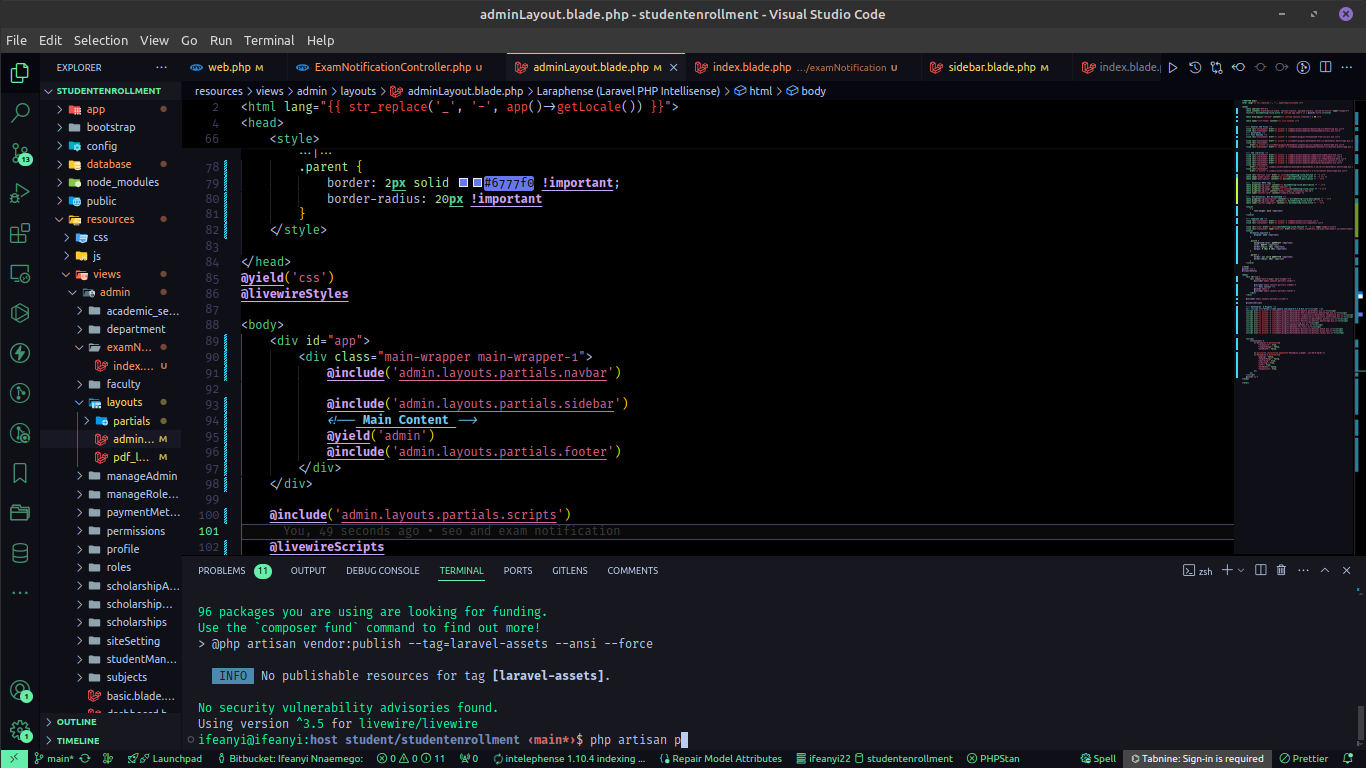 adminLayout.blade.php - studentenrollment - Visual Studio Code
File Edit Selection View Go Run Terminal Help
EXPLORER ···
web.php M
ExamNotificationController.php U
adminLayout.blade.php M
index.blade.php .../examNotification U
sidebar.blade.php M
index.blade.
STUDENTENROLLMENT
app
bootstrap
config
database
node_modules
public
resources
css
js
views
admin
academic_se...
department
examN...
index.... U
faculty
layouts
partials
admin... M
pdf_l... M
manageAdmin
manageRole...
paymentMet...
permissions
profile
roles
scholarshipA...
scholarship...
scholarships
siteSetting
studentMan...
subjects
basic.blade....
OUTLINE
TIMELINE
13
1
1
resources > views > admin > layouts > adminLayout.blade.php > Laraphense (Laravel PHP Intellisense) > html > body
2 <html lang="{{ str_replace('_', '-', app()->getLocale()) }}">
4 <head>
66 <style>
78 .parent {
79 border: 2px solid #6777f0 !important;
80 border-radius: 20px !important
81 }
82 </style>
83
84 </head>
85 @yield('css')
86 @livewireStyles
87
88 <body>
89 <div id="app">
90 <div class="main-wrapper main-wrapper-1">
91 @include('admin.layouts.partials.navbar')
92
93 @include('admin.layouts.partials.sidebar')
94 <!-- Main Content -->
95 @yield('admin')
96 @include('admin.layouts.partials.footer')
97 </div>
98 </div>
99
100 @include('admin.layouts.partials.scripts')
101 You, 49 seconds ago • seo and exam notification
102 @livewireScripts
PROBLEMS 11 OUTPUT DEBUG CONSOLE TERMINAL PORTS GITLENS COMMENTS
zsh
96 packages you are using are looking for funding.
Use the `composer fund` command to find out more!
> @php artisan vendor:publish --tag=laravel-assets --ansi --force
INFO No publishable resources for tag [laravel-assets].
No security vulnerability advisories found.
Using version ^3.5 for livewire/livewire
ifeanyi@ifeanyi:host student/studentenrollment ‹main*›$ php artisan p
main* Launchpad Bitbucket: Ifeanyi Nnaemego: 0 0 11 0 intelephense 1.10.4 indexing ... Repair Model Attributes ifeanyi22 studentenrollment PHPStan Spell Tabnine: Sign-in is required Prettier